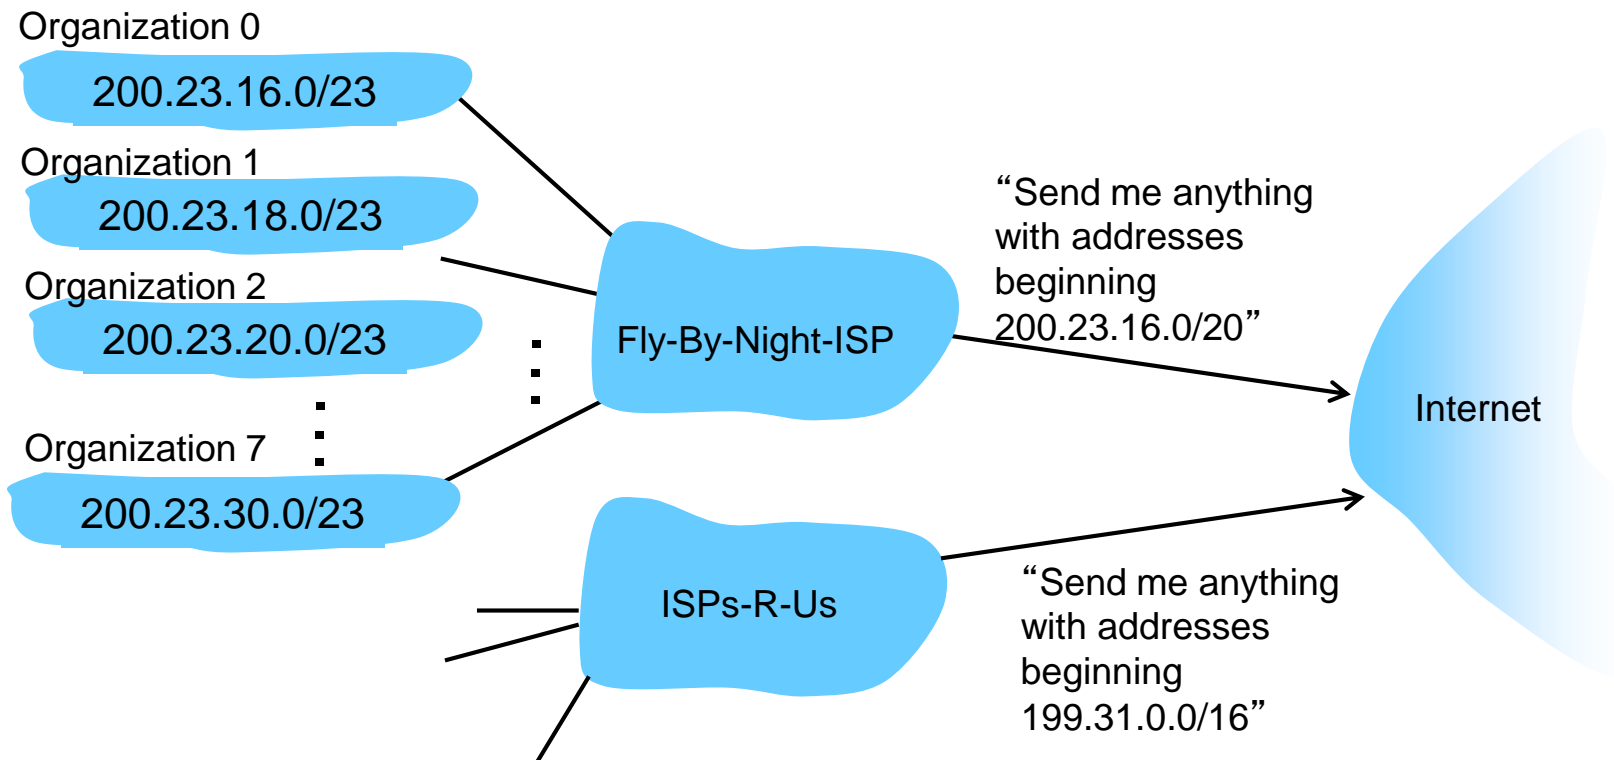 Organization 0
200.23.16.0/23
Organization 1
200.23.18.0/23
Organization 2
200.23.20.0/23
Organization 7
200.23.30.0/23
Fly-By-Night-ISP
“Send me anything
with addresses
beginning
200.23.16.0/20”
Internet
ISPs-R-Us
“Send me anything
with addresses
beginning
199.31.0.0/16”